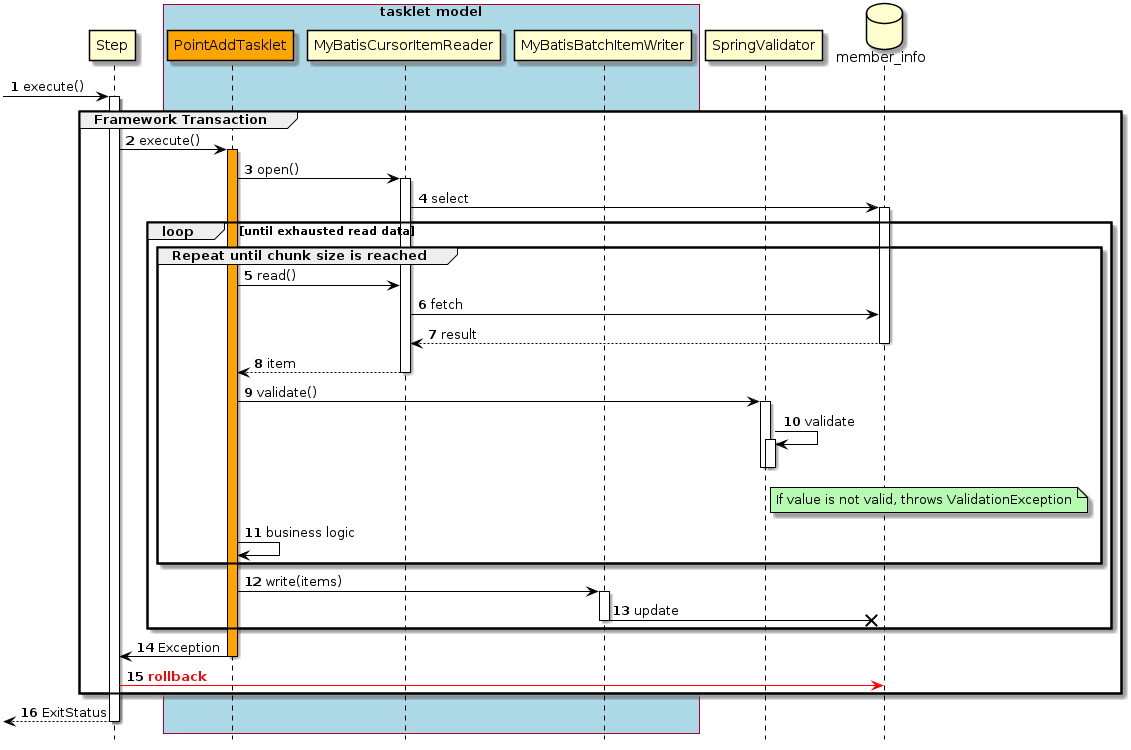 tasklet model
Step
PointAddTasklet
MyBatisCursorItemReader
MyBatisBatchItemWriter
SpringValidator
member_info
1 execute()
Framework Transaction
2 execute()
3 open()
4 select
loop [until exhausted read data]
Repeat until chunk size is reached
5 read()
6 fetch
7 result
8 item
9 validate()
10 validate
If value is not valid, throws ValidationException
11 business logic
12 write(items)
13 update
14 Exception
15 rollback
16 ExitStatus